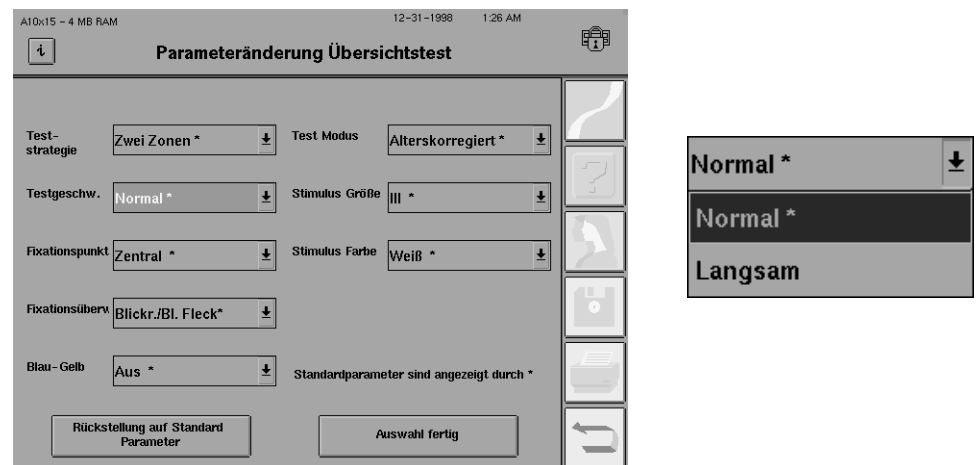 A10x15 – 4 MB RAM 12-31-1998 1:26 AM
i Parameteränderung Übersichtstest
Test-
strategie
Zwei Zonen *
Test Modus
Alterskorregiert *
Testgeschw.
Normal *
Stimulus Größe
III *
Fixationspunkt
Zentral *
Stimulus Farbe
Weiß *
Fixationsüberw
Blickr./Bl. Fleck*
Blau-Gelb
Aus *
Standardparameter sind angezeigt durch *
Rückstellung auf Standard
Parameter
Auswahl fertig
Normal *
Normal *
Langsam